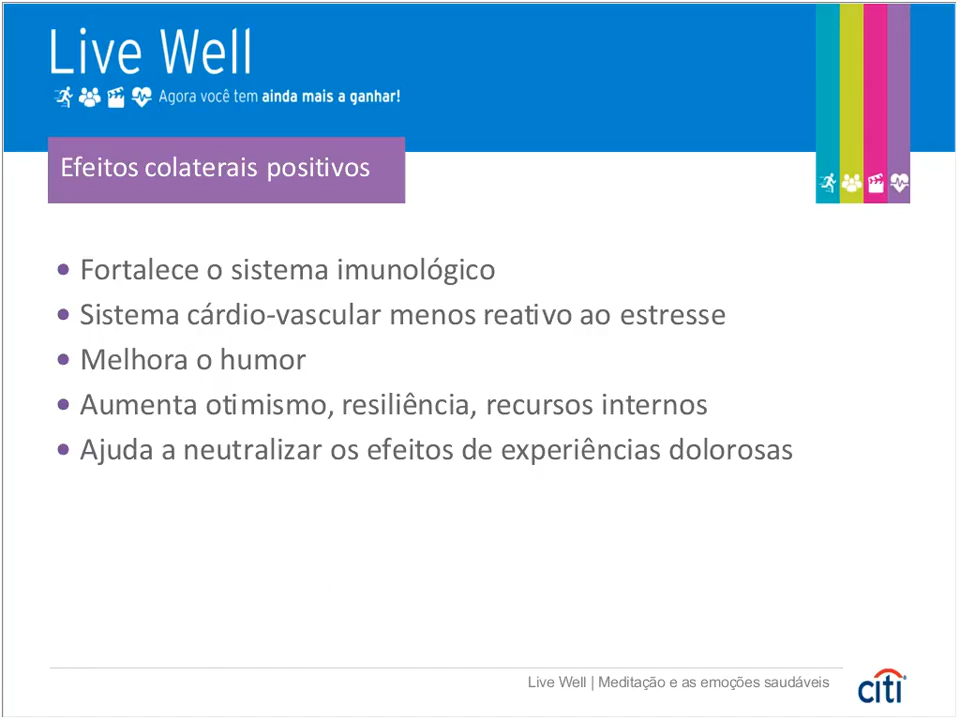 Live Well
Agora você tem ainda mais a ganhar!
Efeitos colaterais positivos
• Fortalece o sistema imunológico
• Sistema cárdio-vascular menos reativo ao estresse
• Melhora o humor
• Aumenta otimismo, resiliência, recursos internos
• Ajuda a neutralizar os efeitos de experiências dolorosas
Live Well | Meditação e as emoções saudáveis
citi